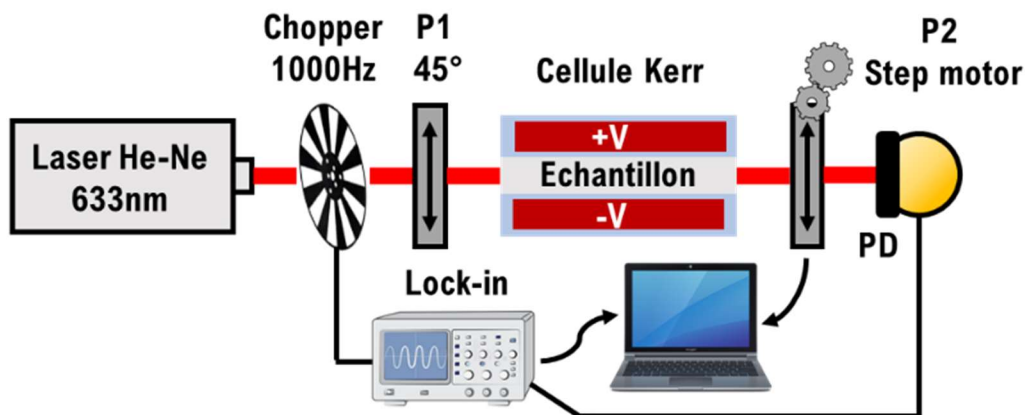 Chopper
1000Hz
P1
45°
Cellule Kerr
P2
Step motor
Laser He-Ne
633nm
+V
Echantillon
-V
PD
Lock-in